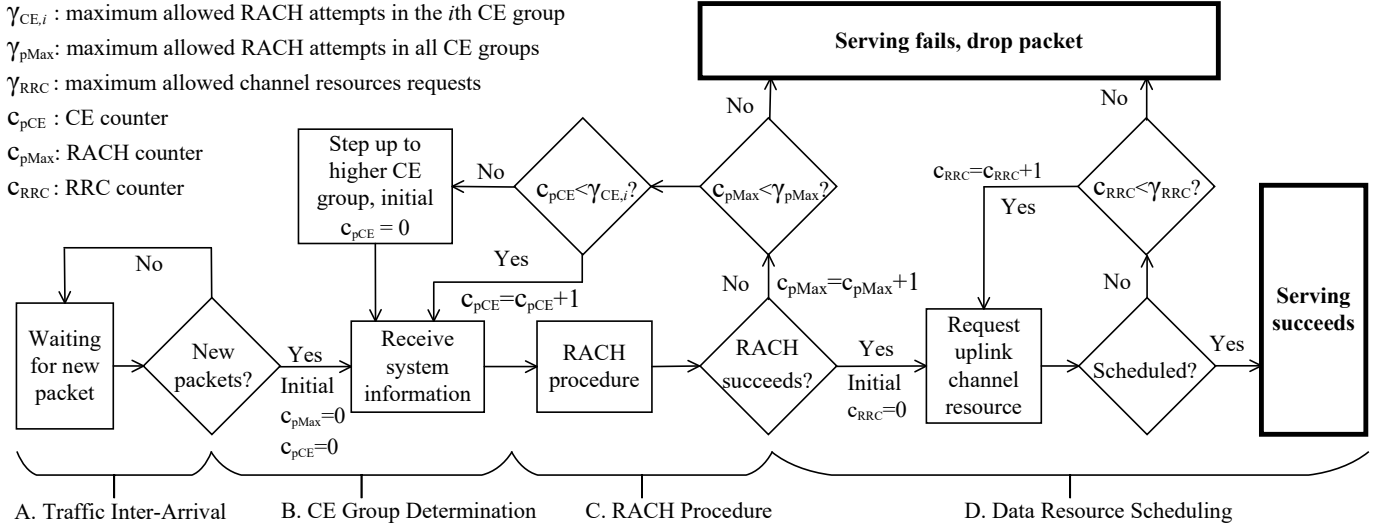 γCE,i : maximum allowed RACH attempts in the ith CE group
γpMax: maximum allowed RACH attempts in all CE groups
γRRC : maximum allowed channel resources requests
cpCE : CE counter
cpMax: RACH counter
cRRC : RRC counter
Serving fails, drop packet
No
No
Step up to
higher CE
group, initial
cpCE = 0
No
cpCE<γCE,i?
cpMax<γpMax?
cRRC=cRRC+1
Yes
cRRC<γRRC?
No
Yes
cpCE=cpCE+1
No
cpMax=cpMax+1
No
Waiting
for new
packet
New
packets?
Yes
Initial
cpMax=0
cpCE=0
Receive
system
information
RACH
procedure
RACH
succeeds?
Yes
Initial
cRRC=0
Request
uplink
channel
resource
Scheduled?
Yes
Serving
succeeds
A. Traffic Inter-Arrival
B. CE Group Determination
C. RACH Procedure
D. Data Resource Scheduling